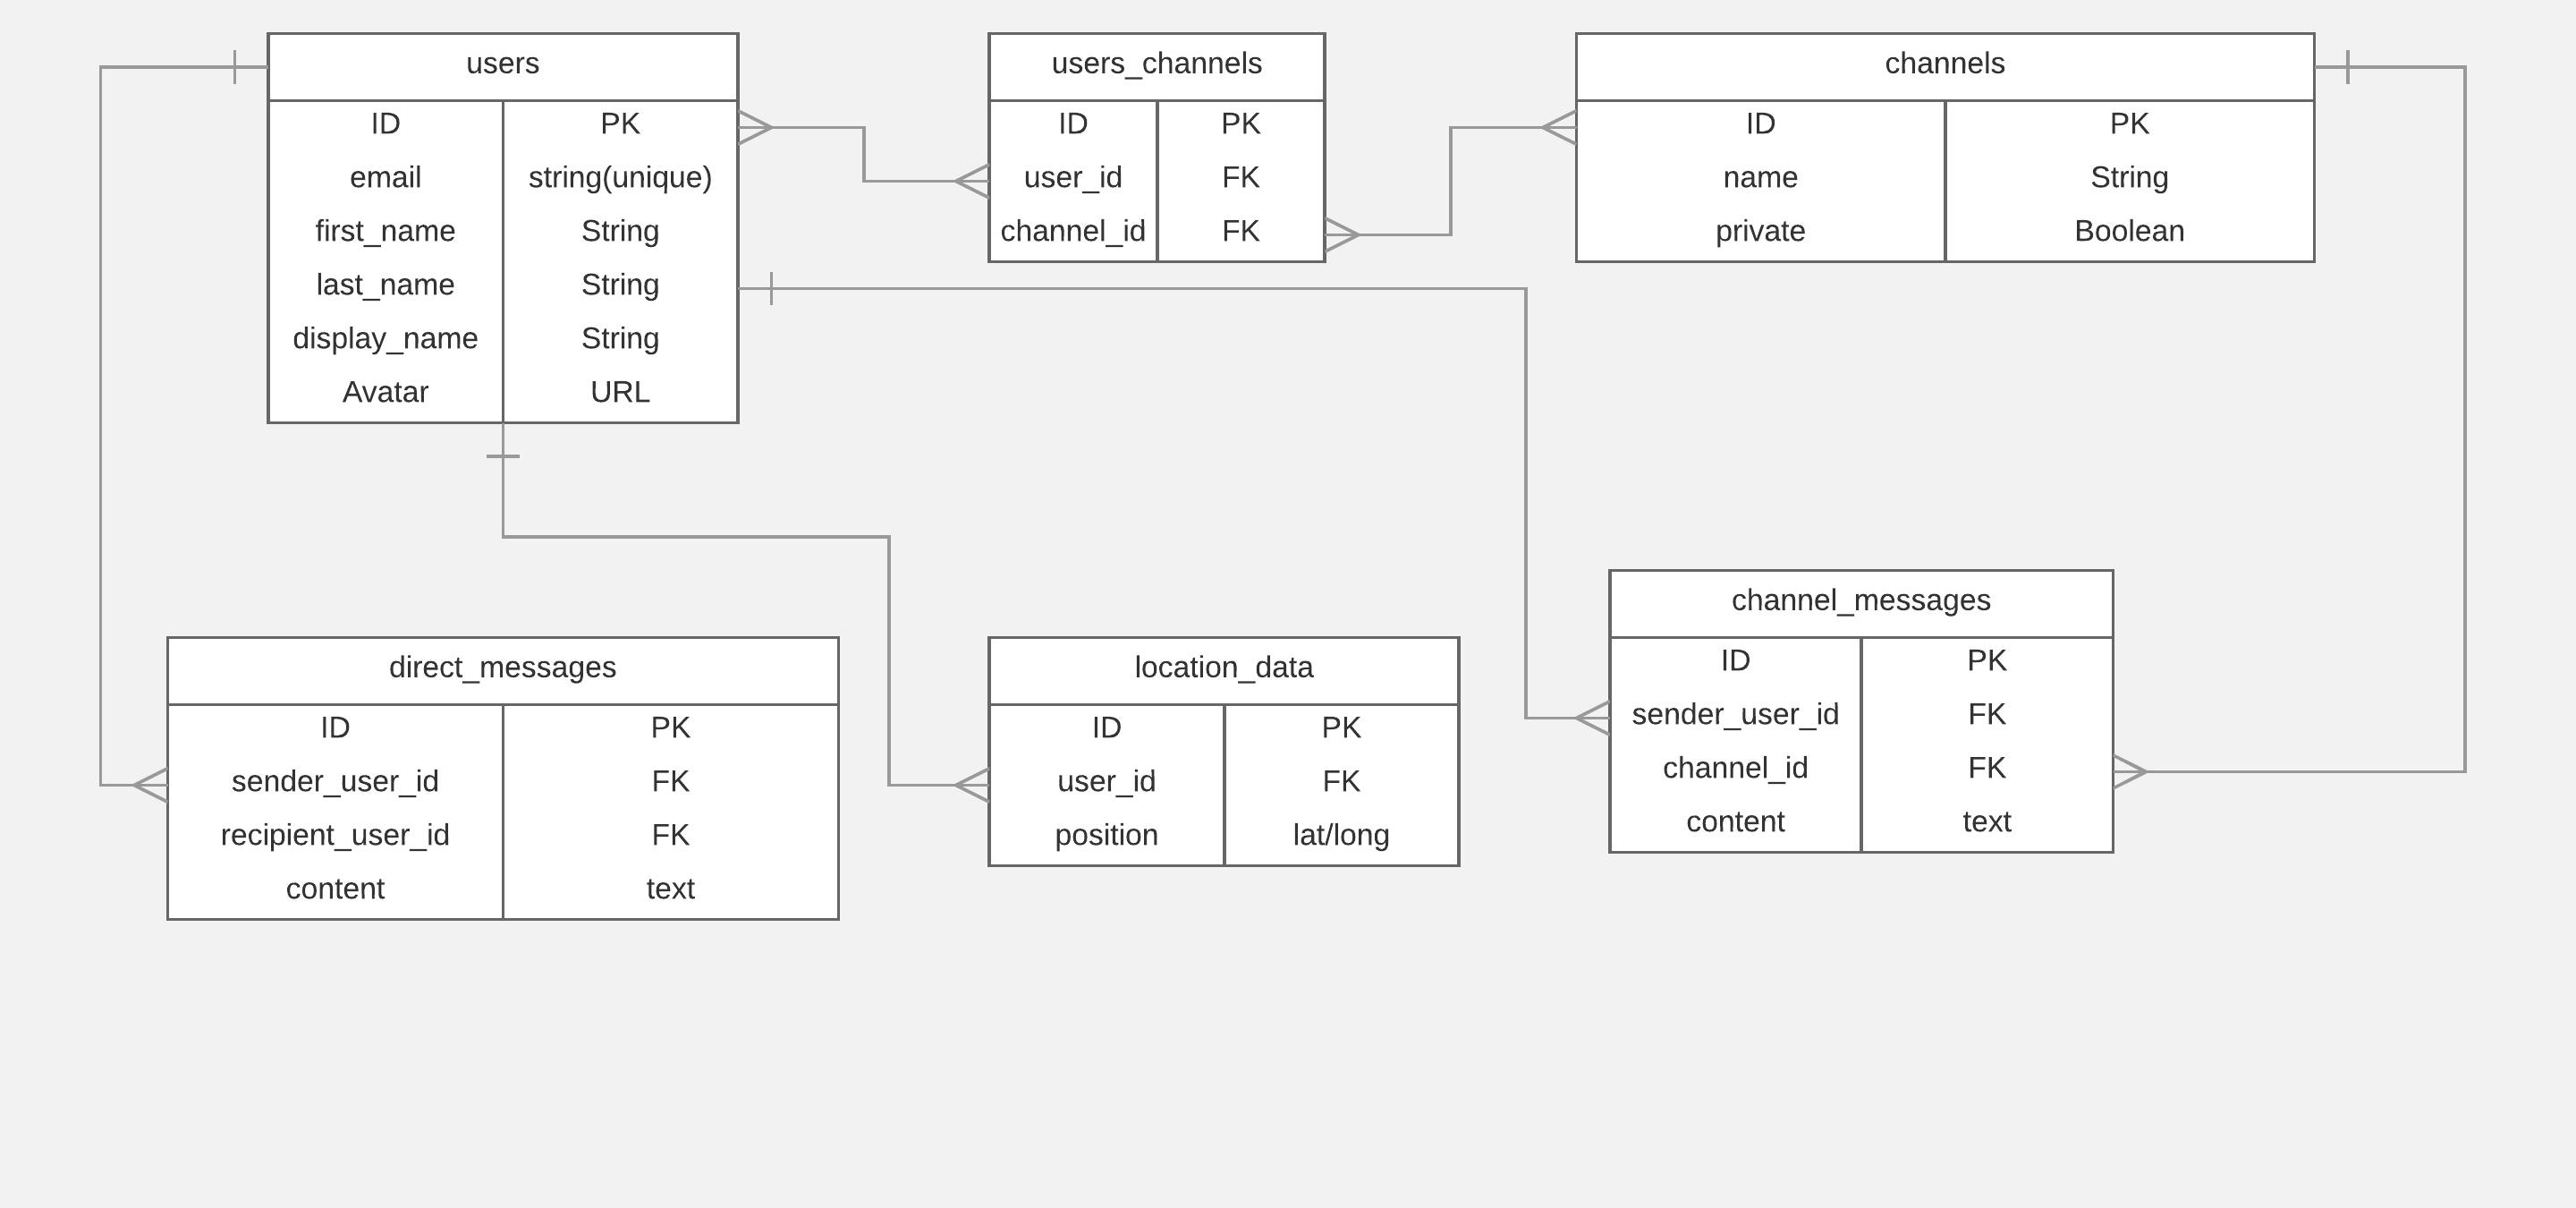 users
ID PK
email string(unique)
first_name String
last_name String
display_name String
Avatar URL
users_channels
ID PK
user_id FK
channel_id FK
channels
ID PK
name String
private Boolean
direct_messages
ID PK
sender_user_id FK
recipient_user_id FK
content text
location_data
ID PK
user_id FK
position lat/long
channel_messages
ID PK
sender_user_id FK
channel_id FK
content text